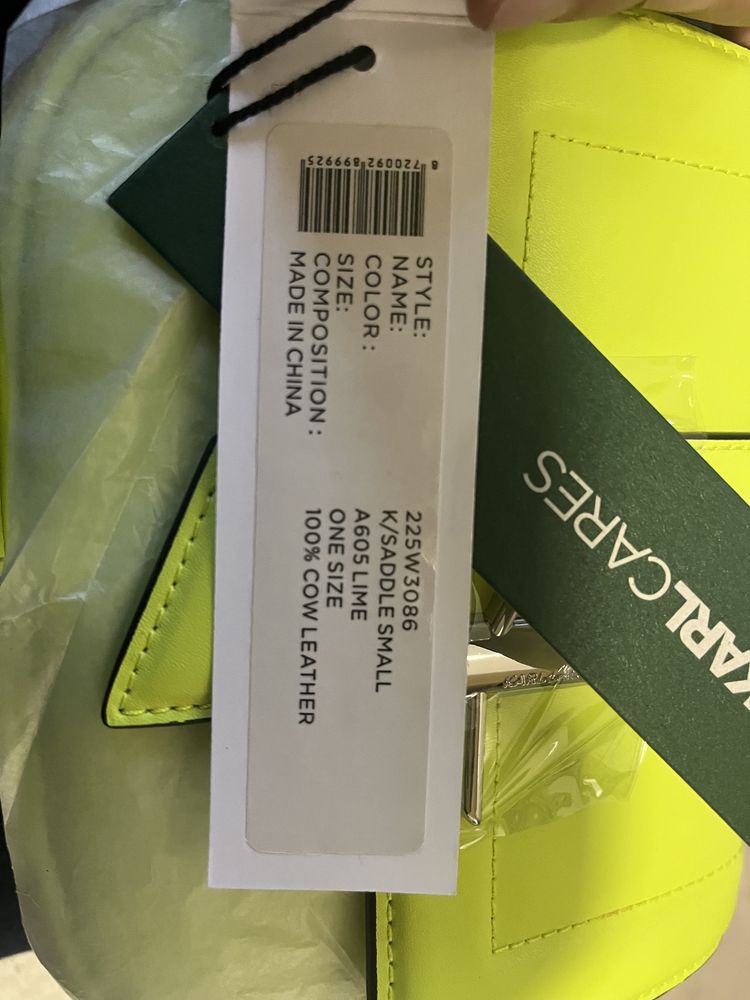 8 720092 899925
STYLE: 225W3086
NAME: K/SADDLE SMALL
COLOR: A605 LIME
SIZE: ONE SIZE
COMPOSITION: 100% COW LEATHER
MADE IN CHINA
KARL CARES